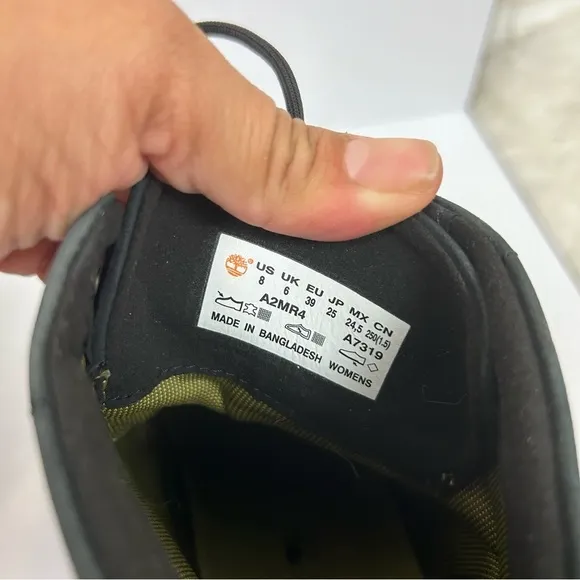 US UK EU JP MX CN
8 6 39 25 24,5 250(1.5)
A2MR4 A7319
MADE IN BANGLADESH WOMENS